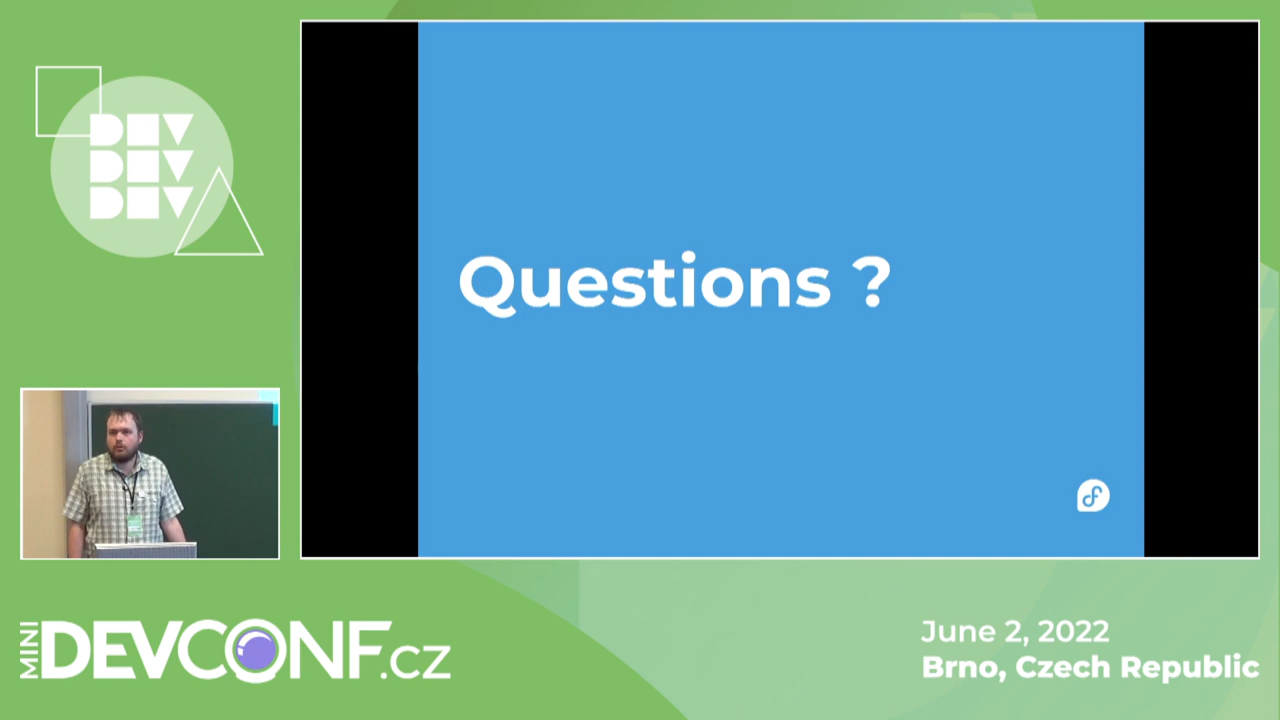 DEV
DEV
DEV
Questions ?
MINI
DEVCONF.CZ
June 2, 2022
Brno, Czech Republic